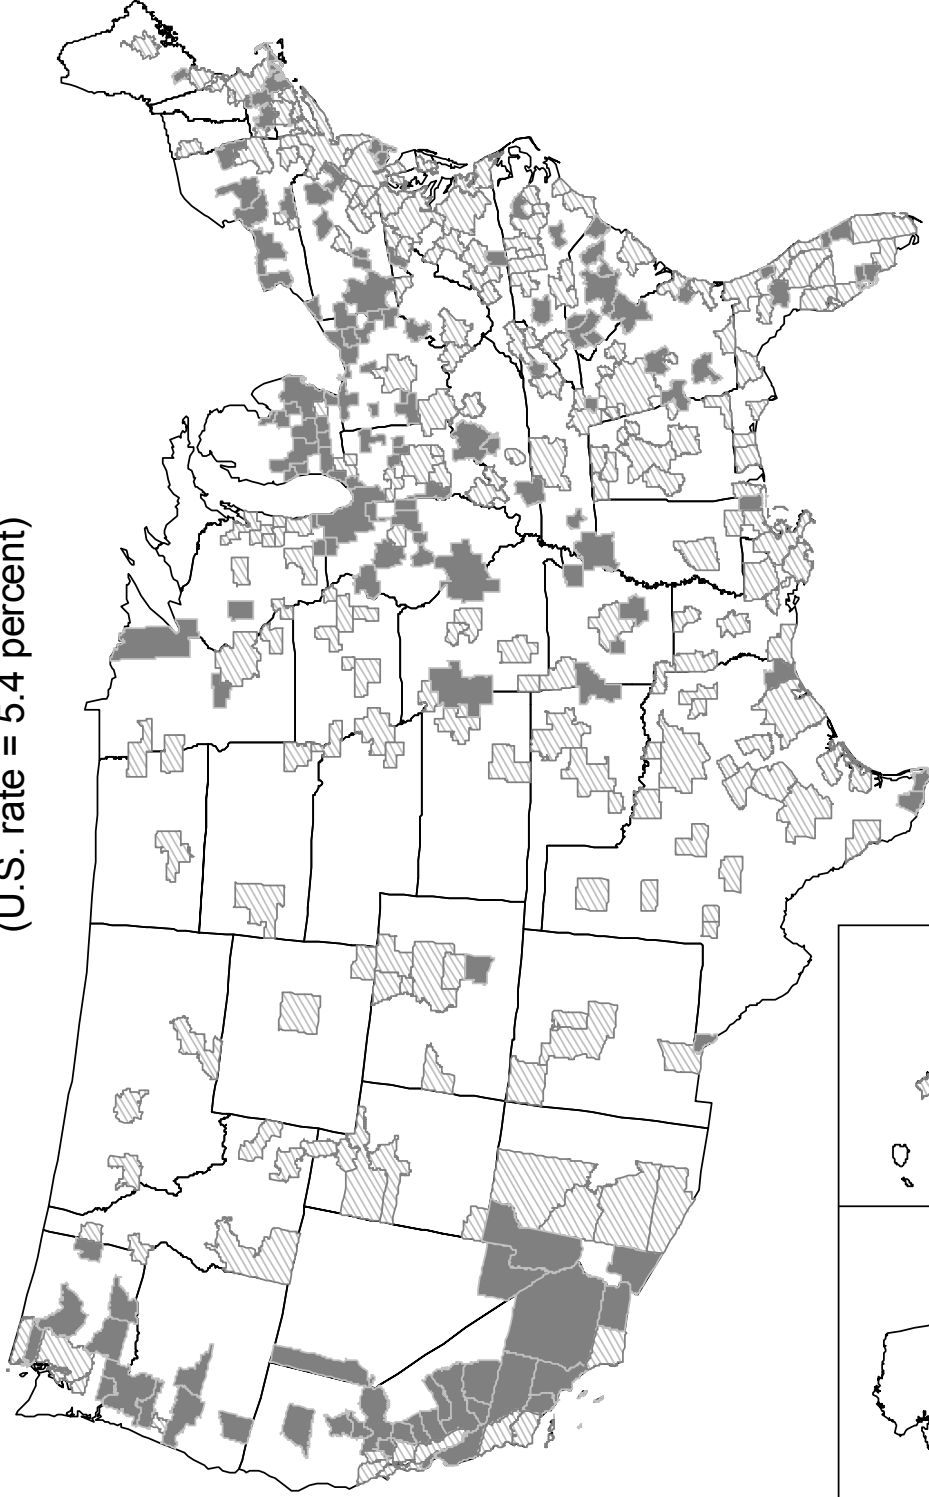 (U.S. rate = 5.4 percent)